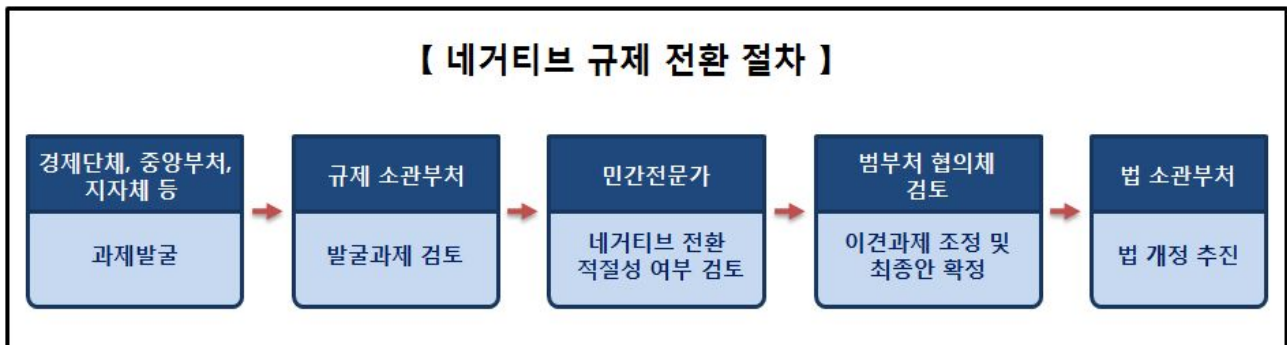 【 네거티브 규제 전환 절차 】
경제단체, 중앙부처,
지자체 등
과제발굴
규제 소관부처
발굴과제 검토
민간전문가
네거티브 전환
적절성 여부 검토
범부처 협의체
검토
이견과제 조정 및
최종안 확정
법 소관부처
법 개정 추진